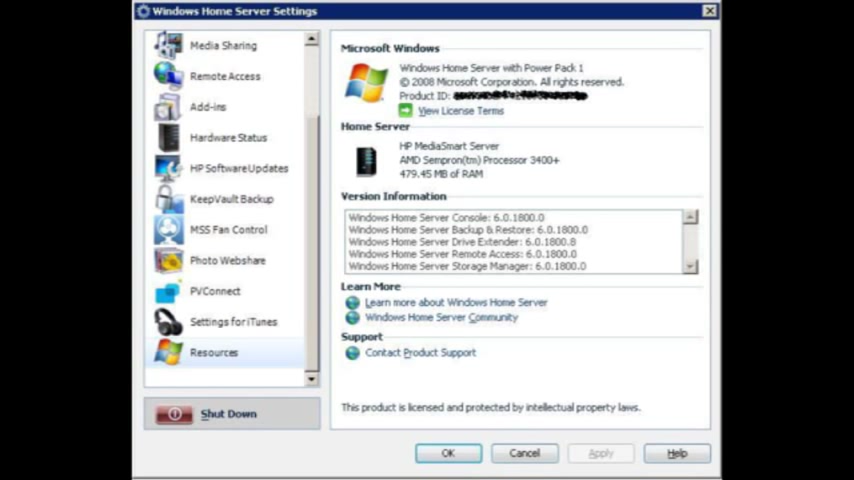 Windows Home Server Settings
Media Sharing
Remote Access
Add-ins
Hardware Status
HP Software Updates
KeepVault Backup
MSS Fan Control
Photo Webshare
PVConnect
Settings for iTunes
Resources
Shut Down
Microsoft Windows
Windows Home Server with Power Pack 1
© 2008 Microsoft Corporation. All rights reserved.
Product ID:
View License Terms
Home Server
HP MediaSmart Server
AMD Sempron(tm) Processor 3400+
479.45 MB of RAM
Version Information
Windows Home Server Console: 6.0.1800.0
Windows Home Server Backup & Restore: 6.0.1800.0
Windows Home Server Drive Extender: 6.0.1800.8
Windows Home Server Remote Access: 6.0.1800.0
Windows Home Server Storage Manager: 6.0.1800.0
Learn More
Learn more about Windows Home Server
Windows Home Server Community
Support
Contact Product Support
This product is licensed and protected by intellectual property laws.
OK
Cancel
Apply
Help